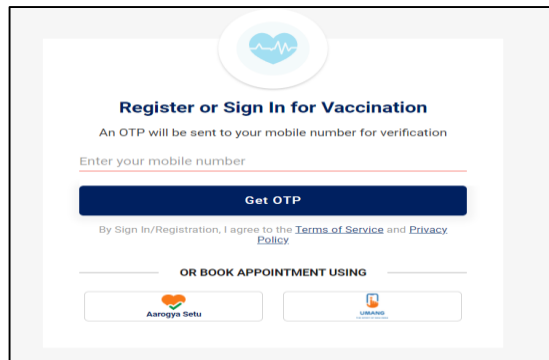 Register or Sign In for Vaccination
An OTP will be sent to your mobile number for verification
Enter your mobile number
Get OTP
By Sign In/Registration, I agree to the Terms of Service and Privacy
Policy
OR BOOK APPOINTMENT USING
Aarogya Setu
UMANG